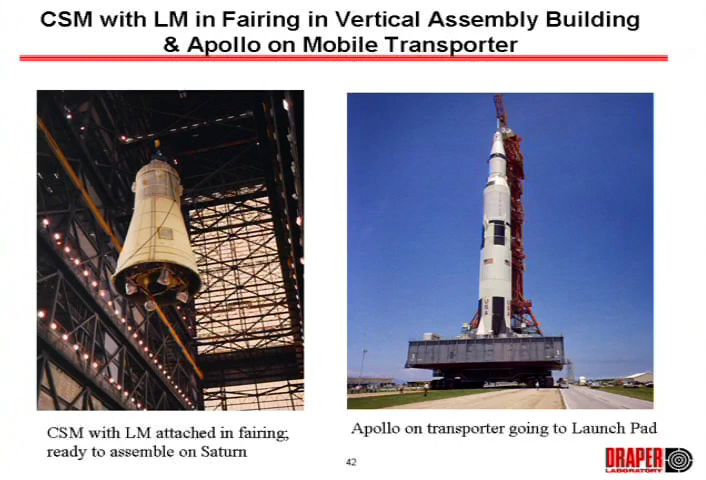 CSM with LM in Fairing in Vertical Assembly Building
& Apollo on Mobile Transporter
USA
CSM with LM attached in fairing;
ready to assemble on Saturn
Apollo on transporter going to Launch Pad
42
DRAPER
LABORATORY